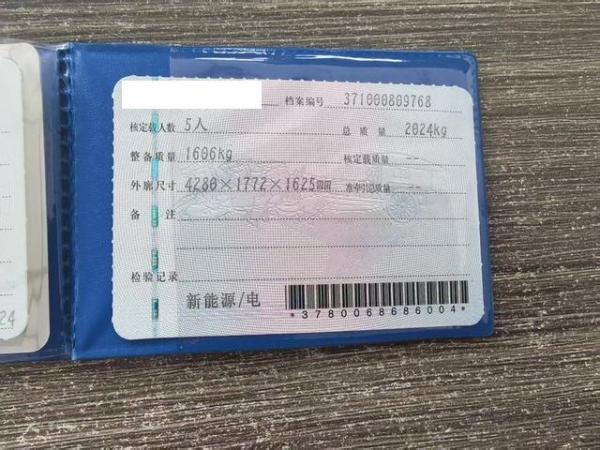 档案编号 371000809768
核定载人数 5人 总质量 2024kg
整备质量 1606kg 核定载质量 --
外廓尺寸 4280×1772×1625mm 准牵引总质量 --
备注
检验记录
新能源/电
*3780068686004*
24